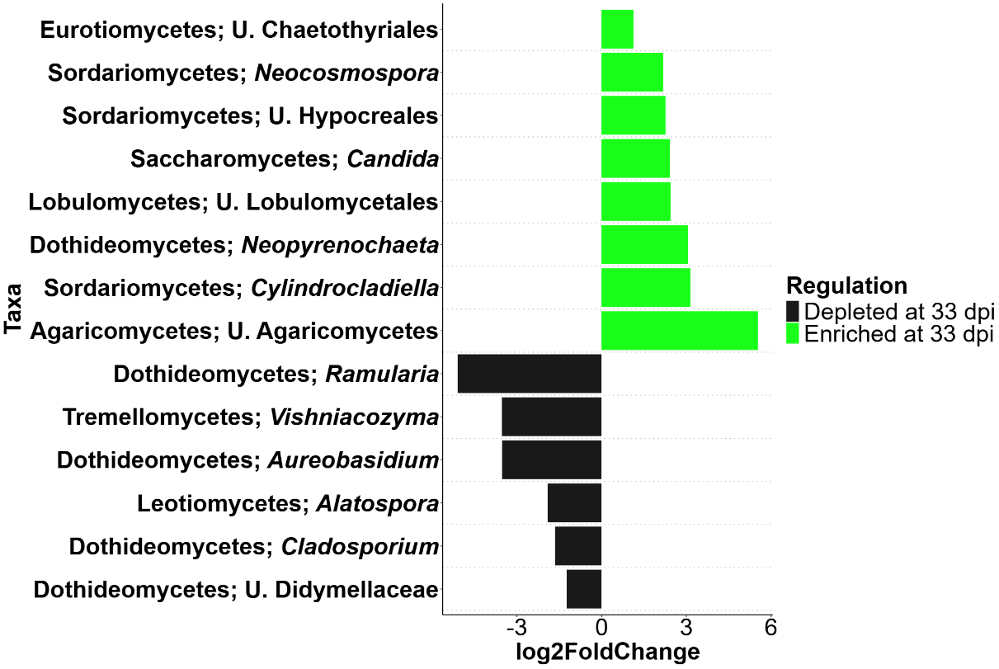 Taxa
Eurotiomycetes; U. Chaetothyriales
Sordariomycetes; Neocosmospora
Sordariomycetes; U. Hypocreales
Saccharomycetes; Candida
Lobulomycetes; U. Lobulomycetales
Dothideomycetes; Neopyrenochaeta
Sordariomycetes; Cylindrocladiella
Agaricomycetes; U. Agaricomycetes
Dothideomycetes; Ramularia
Tremellomycetes; Vishniacozyma
Dothideomycetes; Aureobasidium
Leotiomycetes; Alatospora
Dothideomycetes; Cladosporium
Dothideomycetes; U. Didymellaceae
-3 0 3 6
log2FoldChange
Regulation
Depleted at 33 dpi
Enriched at 33 dpi